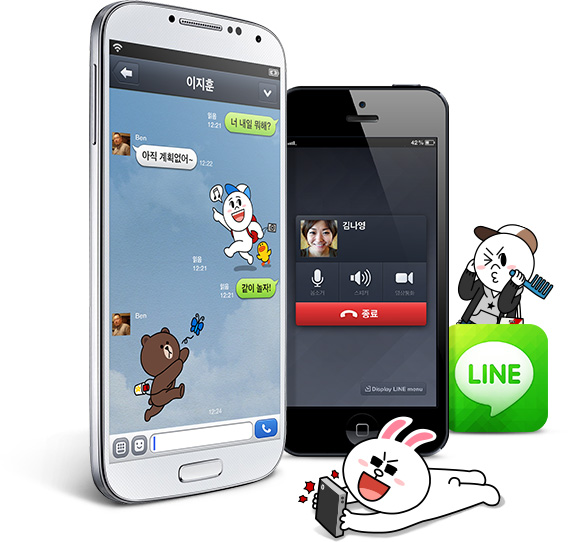 이지훈
읽음
12:21
너 내일 뭐해?
Ben
아직 계획없어~
12:22
읽음
12:21
읽음
12:21
같이 놀자!
Ben
12:24
42%
김나영
음소거
스피커
영상통화
종료
Display LINE menu
LINE